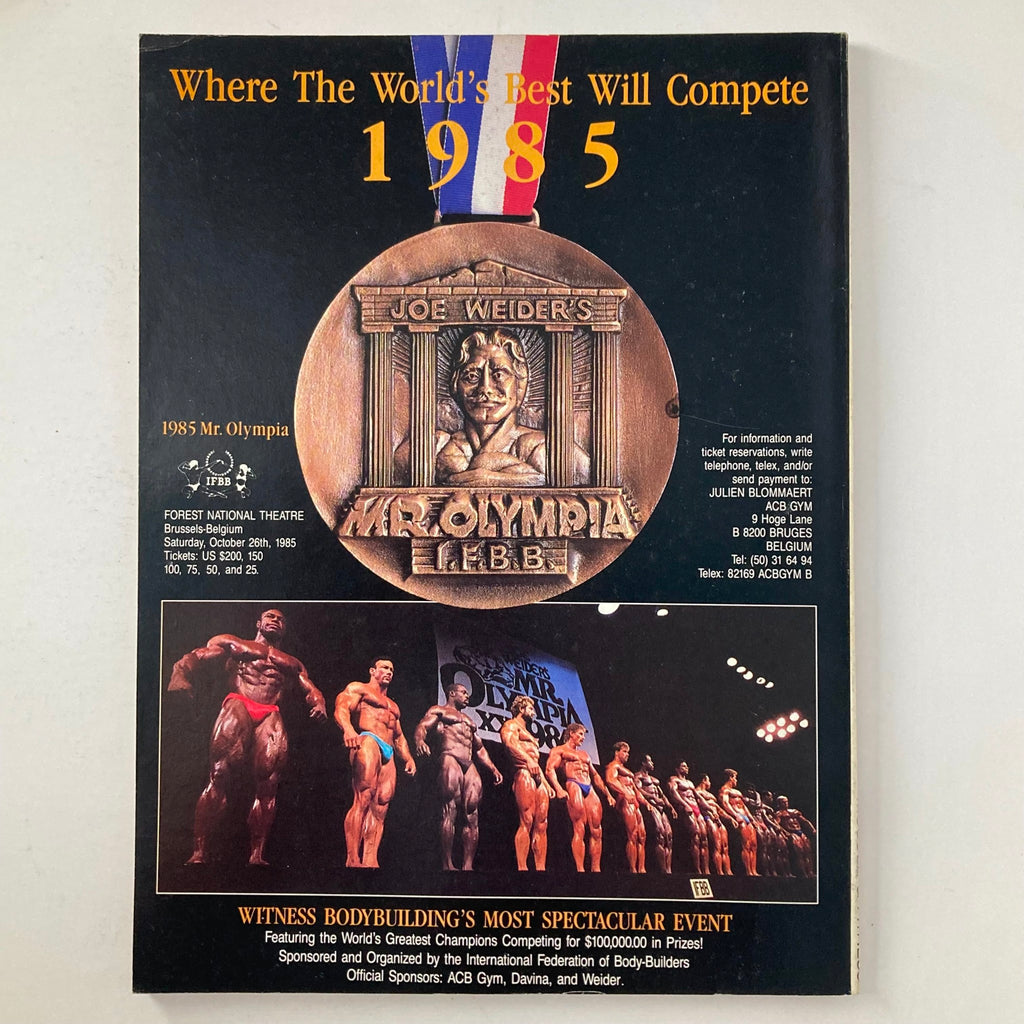 Where The World's Best Will Compete
1985
JOE WEIDER'S
MR. OLYMPIA
I.F.B.B.
1985 Mr. Olympia
IFBB
FOREST NATIONAL THEATRE
Brussels-Belgium
Saturday, October 26th, 1985
Tickets: US $200, 150
100, 75, 50, and 25.
For information and
ticket reservations, write
telephone, telex, and/or
send payment to:
JULIEN BLOMMAERT
ACB GYM
9 Hoge Lane
B 8200 BRUGES
BELGIUM
Tel: (50) 31 64 94
Telex: 82169 ACBGYM B
WEIDER'S
MR.
OLYMPIA
IFBB
WITNESS BODYBUILDING'S MOST SPECTACULAR EVENT
Featuring the World's Greatest Champions Competing for $100,000.00 in Prizes!
Sponsored and Organized by the International Federation of Body-Builders
Official Sponsors: ACB Gym, Davina, and Weider.